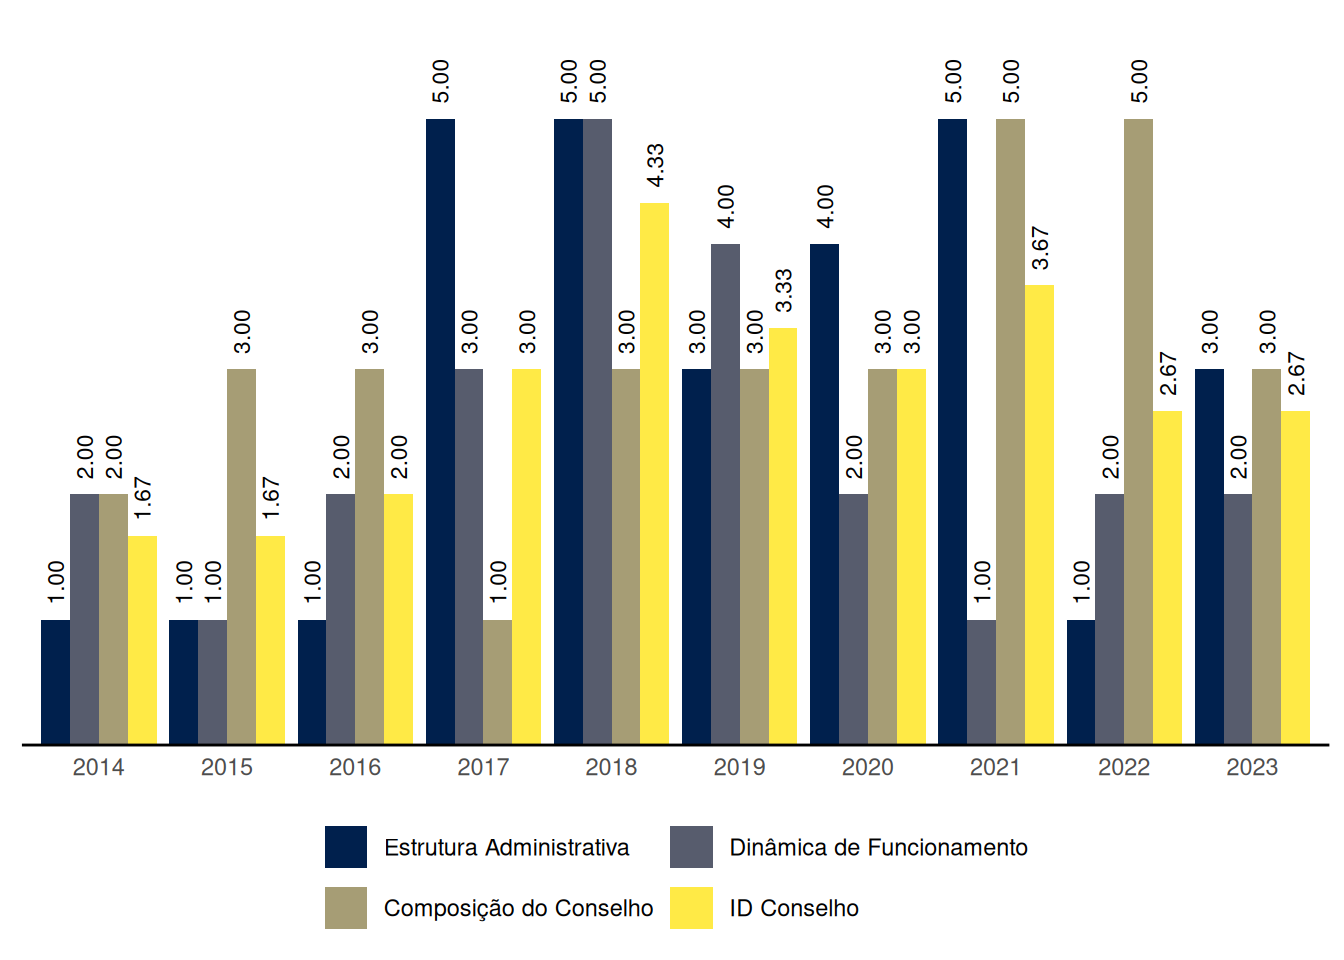 1.00 2.00 2.00 1.67 1.00 1.00 3.00 1.67 1.00 2.00 3.00 2.00 5.00 3.00 1.00 3.00 5.00 5.00 3.00 4.33 3.00 4.00 3.00 3.33 4.00 2.00 3.00 3.00 5.00 1.00 5.00 3.67 1.00 2.00 5.00 2.67 3.00 2.00 3.00 2.67
2014 2015 2016 2017 2018 2019 2020 2021 2022 2023
Estrutura Administrativa Dinâmica de Funcionamento
Composição do Conselho ID Conselho